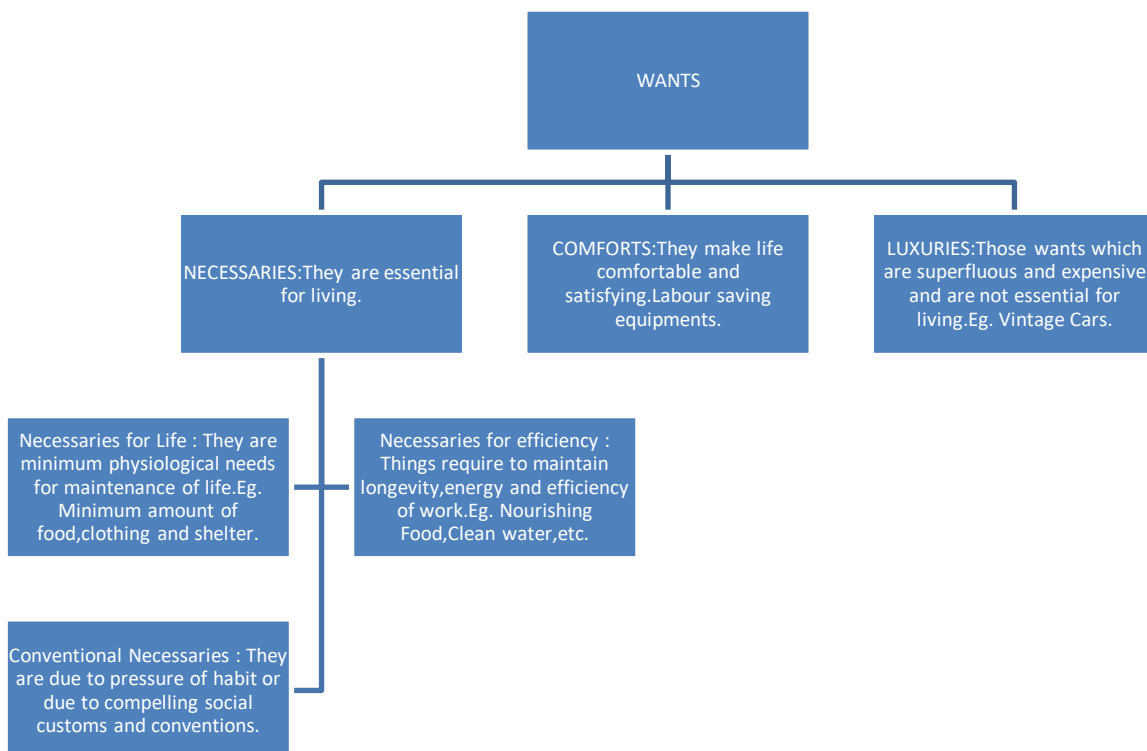 WANTS
NECESSARIES:They are essential
for living.
COMFORTS:They make life
comfortable and
satisfying.Labour saving
equipments.
LUXURIES:Those wants which
are superfluous and expensive
and are not essential for
living.Eg. Vintage Cars.
Necessaries for Life : They are
minimum physiological needs
for maintenance of life.Eg.
Minimum amount of
food,clothing and shelter.
Necessaries for efficiency :
Things require to maintain
longevity,energy and efficiency
of work.Eg. Nourishing
Food,Clean water,etc.
Conventional Necessaries : They
are due to pressure of habit or
due to compelling social
customs and conventions.